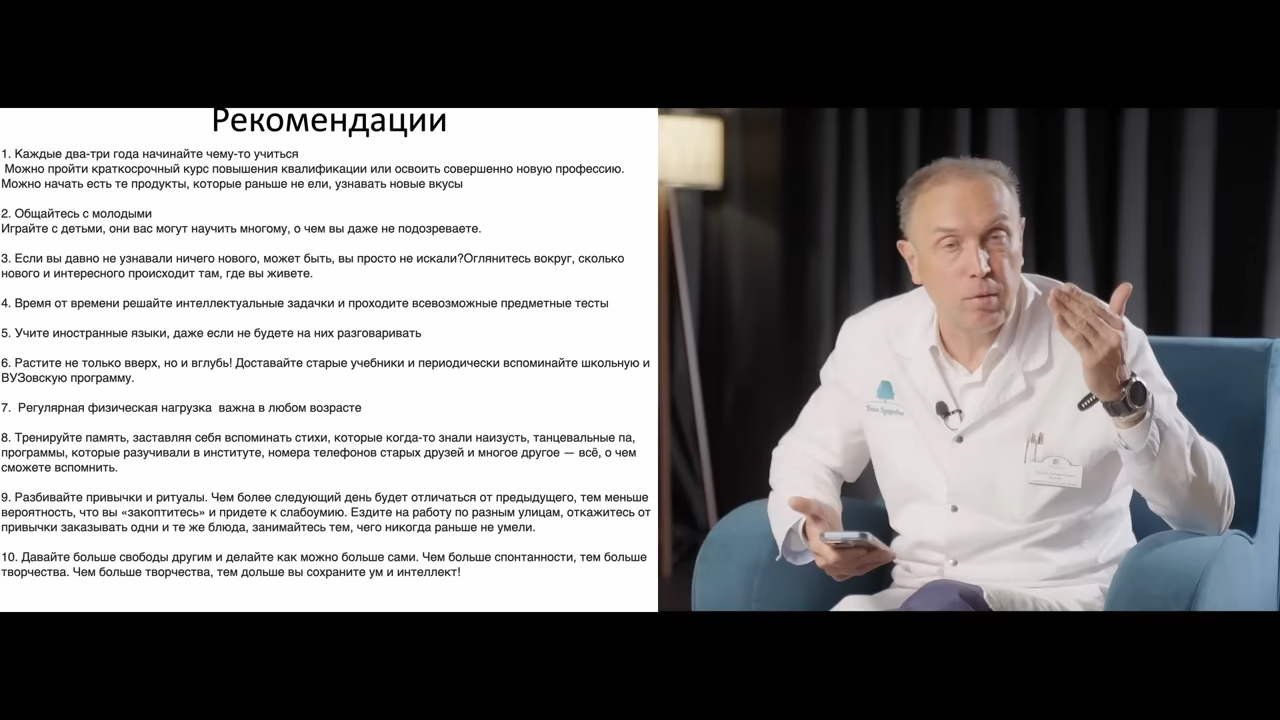 Рекомендации
1. Каждые два-три года начинайте чему-то учиться
Можно пройти краткосрочный курс повышения квалификации или освоить совершенно новую профессию.
Можно начать есть те продукты, которые раньше не ели, узнавать новые вкусы
2. Общайтесь с молодыми
Играйте с детьми, они вас могут научить многому, о чем вы даже не подозреваете.
3. Если вы давно не узнавали ничего нового, может быть, вы просто не искали?Оглянитесь вокруг, сколько
нового и интересного происходит там, где вы живете.
4. Время от времени решайте интеллектуальные задачки и проходите всевозможные предметные тесты
5. Учите иностранные языки, даже если не будете на них разговаривать
6. Растите не только вверх, но и вглубь! Доставайте старые учебники и периодически вспоминайте школьную и
ВУЗовскую программу.
7.  Регулярная физическая нагрузка  важна в любом возрасте
8. Тренируйте память, заставляя себя вспоминать стихи, которые когда-то знали наизусть, танцевальные па,
программы, которые разучивали в институте, номера телефонов старых друзей и многое другое — всё, о чем
сможете вспомнить.
9. Разбивайте привычки и ритуалы. Чем более следующий день будет отличаться от предыдущего, тем меньше
вероятность, что вы «закоптитесь» и придете к слабоумию. Ездите на работу по разным улицам, откажитесь от
привычки заказывать одни и те же блюда, занимайтесь тем, чего никогда раньше не умели.
10. Давайте больше свободы другим и делайте как можно больше сами. Чем больше спонтанности, тем больше
творчества. Чем больше творчества, тем дольше вы сохраните ум и интеллект!